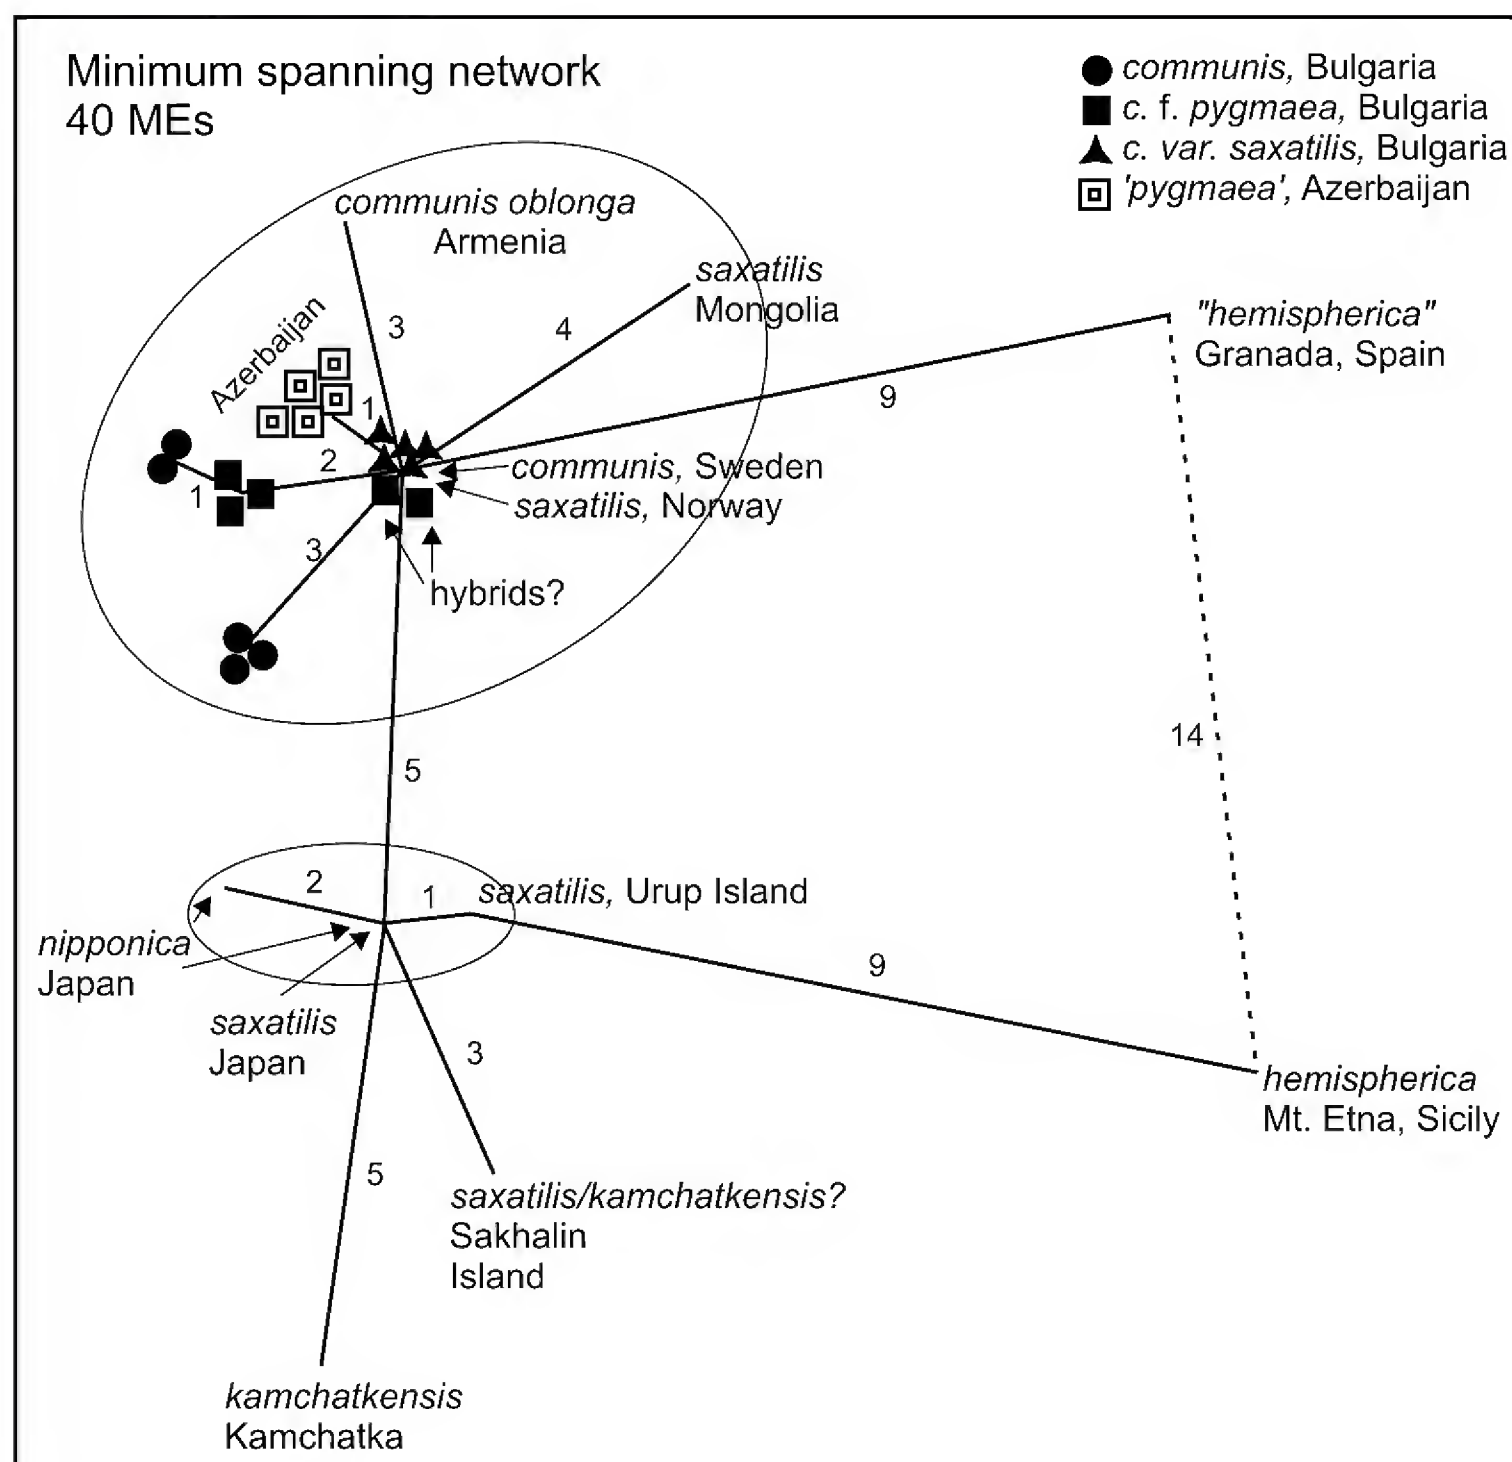 Minimum spanning network
40 MEs
communis, Bulgaria
c. f. pygmaea, Bulgaria
c. var. saxatilis, Bulgaria
'pygmaea', Azerbaijan
communis oblonga
Armenia
saxatilis
Mongolia
"hemispherica"
Granada, Spain
Azerbaijan
3
4
9
1
2
1
communis, Sweden
saxatilis, Norway
3
hybrids?
14
5
2
1
saxatilis, Urup Island
nipponica
Japan
9
saxatilis
Japan
3
hemispherica
Mt. Etna, Sicily
5
saxatilis/kamchatkensis?
Sakhalin
Island
kamchatkensis
Kamchatka